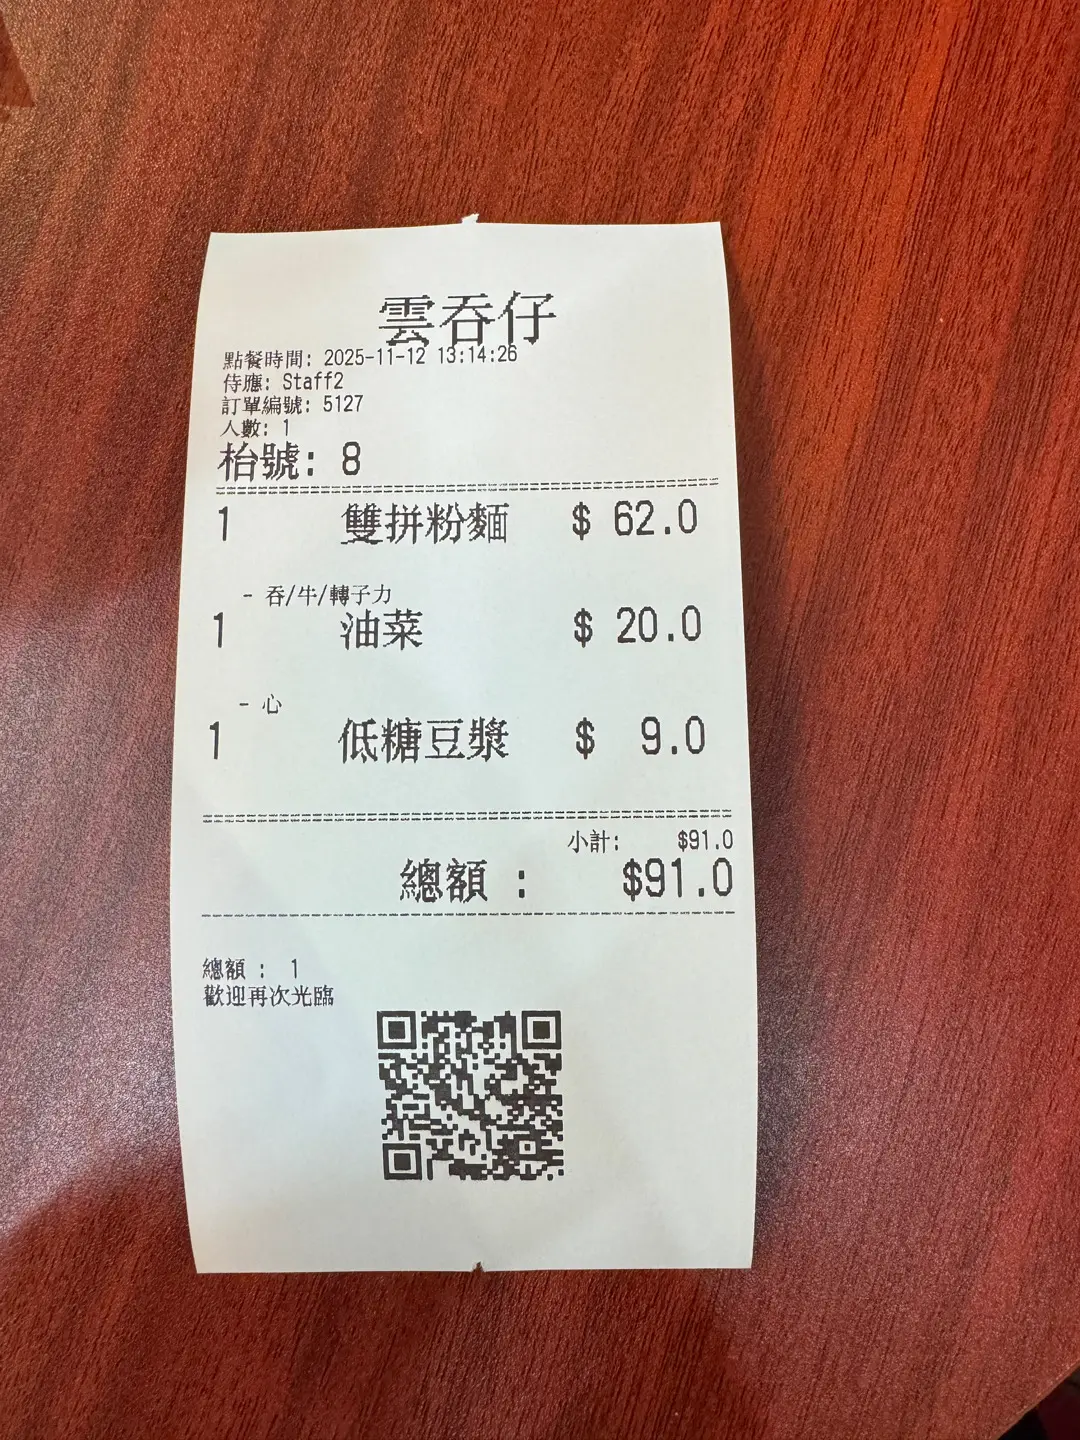 雲吞仔
點餐時間: 2025-11-12 13:14:26
侍應: Staff2
訂單編號: 5127
人數: 1
枱號: 8
1 雙拼粉麵 $ 62.0
- 吞/牛/轉子力
1 油菜 $ 20.0
- 心
1 低糖豆漿 $ 9.0
小計: $91.0
總額 : $91.0
總額 : 1
歡迎再次光臨